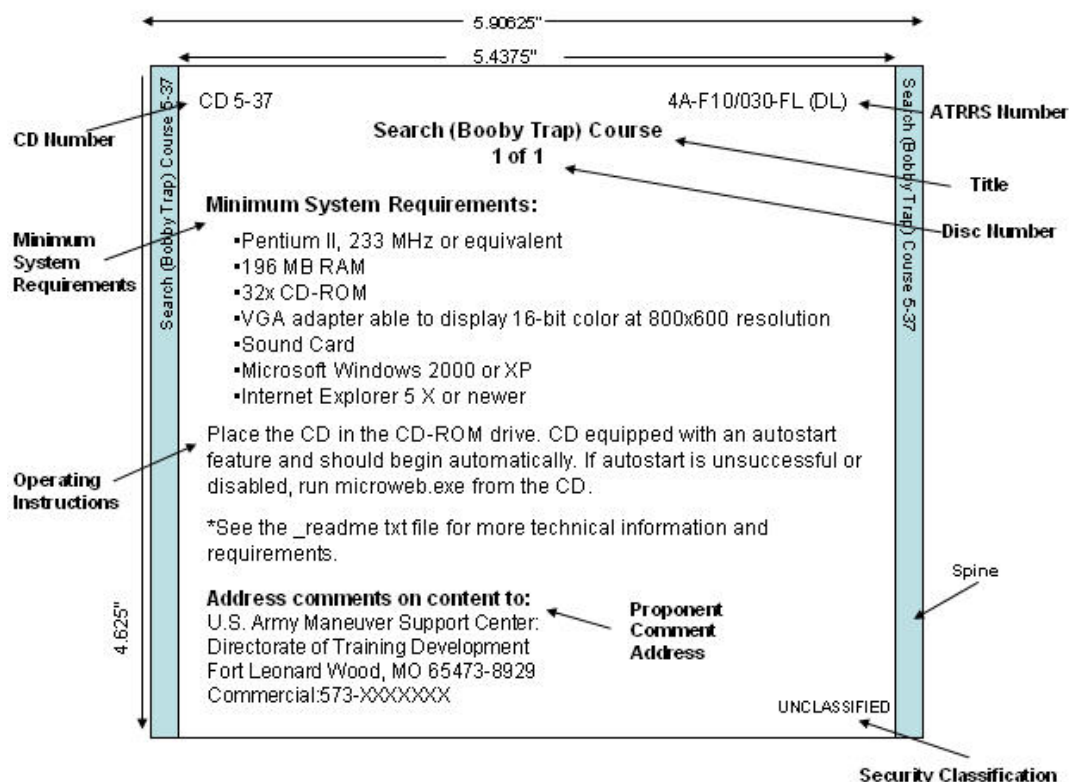 5.90625"
5.4375"
CD 5-37
4A-F10/030-FL (DL)
ATRRS Number
CD Number
Search (Booby Trap) Course
1 of 1
Title
Disc Number
Search (Bobby Trap) Course 5-37
Search (Bobby Trap) Course 5-37
Minimum System Requirements:
Minimum
System
Requirements
▪Pentium II, 233 MHz or equivalent
▪196 MB RAM
▪32x CD-ROM
▪VGA adapter able to display 16-bit color at 800x600 resolution
▪Sound Card
▪Microsoft Windows 2000 or XP
▪Internet Explorer 5 X or newer
Place the CD in the CD-ROM drive. CD equipped with an autostart
feature and should begin automatically. If autostart is unsuccessful or
disabled, run microweb.exe from the CD.
Operating
Instructions
*See the _readme txt file for more technical information and
requirements.
Spine
4.625"
Address comments on content to:
U.S. Army Maneuver Support Center:
Directorate of Training Development
Fort Leonard Wood, MO 65473-8929
Commercial:573-XXXXXXX
Proponent
Comment
Address
UNCLASSIFIED
Security Classification